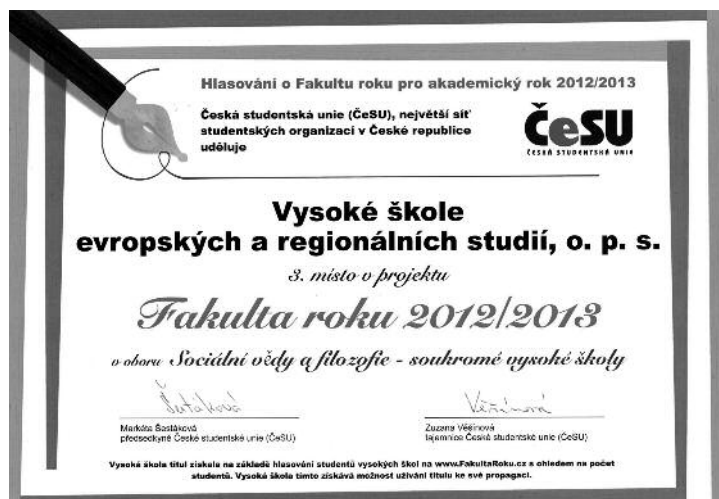 Hlasování o Fakultu roku pro akademický rok 2012/2013
Česká studentská unie (ČeSU), největší síť
studentských organizací v České republice
uděluje
ČeSU
ČESKÁ STUDENTSKÁ UNIE
Vysoké škole
evropských a regionálních studií, o. p. s.
3. místo v projektu
Fakulta roku 2012/2013
v oboru Sociální vědy a filozofie - soukromé vysoké školy
Markéta Šastáková
předsedkyně České studentské unie (ČeSU)
Zuzana Věšínová
tajemnice České studentské unie (ČeSU)
Vysoká škola titul získala na základě hlasování studentů vysokých škol na www.FakultaRoku.cz s ohledem na počet
studentů. Vysoká škola tímto získává možnost užívání titulu ke své propagaci.